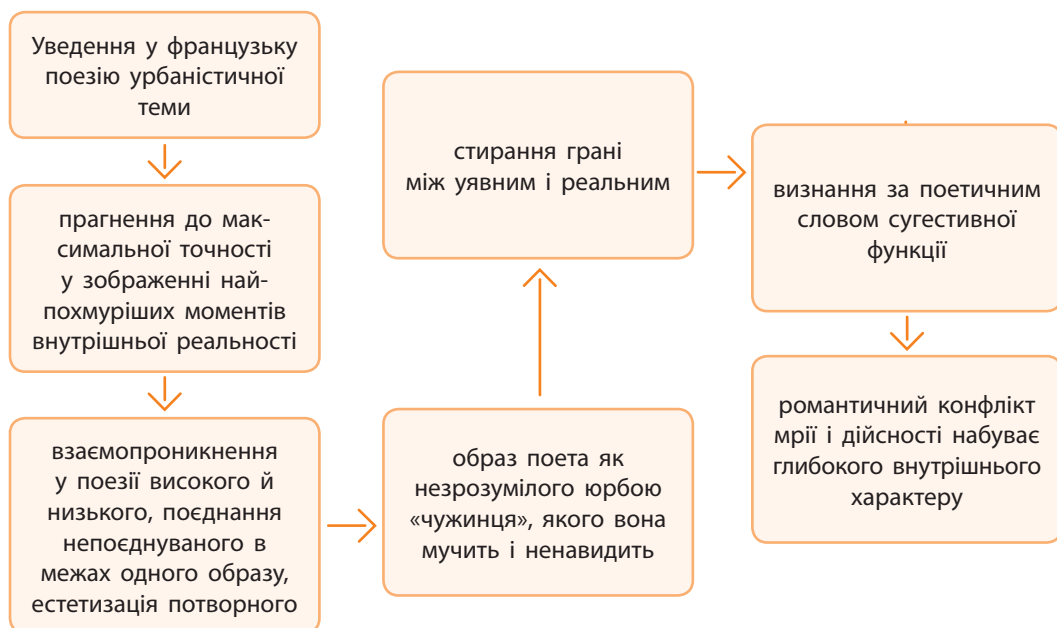 Уведення у французьку
поезію урбаністичної
теми
прагнення до мак-
симальної точності
у зображенні най-
похмуріших моментів
внутрішньої реальності
взаємопроникнення
у поезії високого й
низького, поєднання
непоєднуваного в
межах одного образу,
естетизація потворного
образ поета як
незрозумілого юрбою
«чужинця», якого вона
мучить і ненавидить
стирання грані
між уявним і реальним
визнання за поетичним
словом сугестивної
функції
романтичний конфлікт
мрії і дійсності набуває
глибокого внутрішнього
характеру